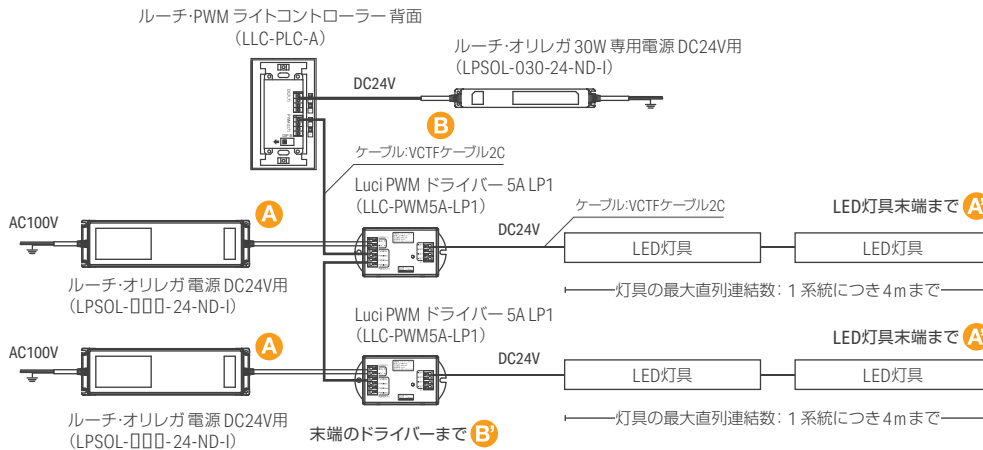 ルーチ・PWM ライトコントローラー 背面
（LLC-PLC-A）
ルーチ・オリレガ 30W 専用電源 DC24V用
（LPSOL-030-24-ND-I）
DC24V
B
ケーブル:VCTFケーブル2C
Luci PWM ドライバー 5A LP1
（LLC-PWM5A-LP1）
ケーブル:VCTFケーブル2C
LED灯具末端まで A'
AC100V
A
DC24V
LED灯具
LED灯具
ルーチ・オリレガ 電源 DC24V用
（LPSOL-▯▯▯-24-ND-I）
灯具の最大直列連結数: 1 系統につき 4m まで
Luci PWM ドライバー 5A LP1
（LLC-PWM5A-LP1）
LED灯具末端まで A'
AC100V
A
DC24V
LED灯具
LED灯具
ルーチ・オリレガ 電源 DC24V用
（LPSOL-▯▯▯-24-ND-I）
末端のドライバーまで B'
灯具の最大直列連結数: 1 系統につき 4m まで